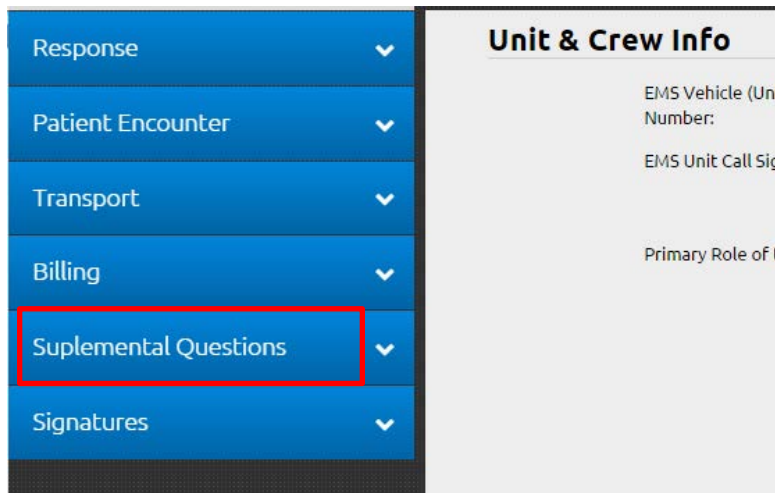 Response
Patient Encounter
Transport
Billing
Suplemental Questions
Signatures
Unit & Crew Info
EMS Vehicle (Un
Number:
EMS Unit Call Sig
Primary Role of